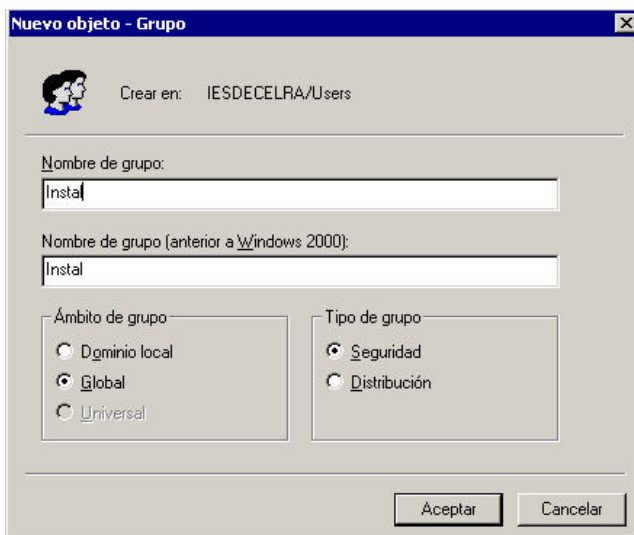 Nuevo objeto - Grupo
Crear en: IESDECELRA/Users
Nombre de grupo:
Instal
Nombre de grupo (anterior a Windows 2000):
Instal
Ámbito de grupo
Dominio local
Global
Universal
Tipo de grupo
Seguridad
Distribución
Aceptar
Cancelar